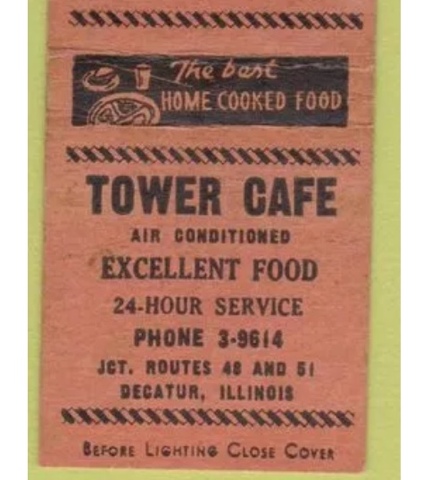 The best
HOME COOKED FOOD
TOWER CAFE
AIR CONDITIONED
EXCELLENT FOOD
24-HOUR SERVICE
PHONE 3-9614
JCT. ROUTES 48 AND 51
DECATUR, ILLINOIS
BEFORE LIGHTING CLOSE COVER